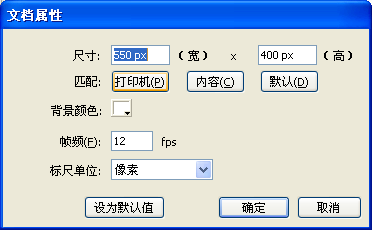 文档属性
尺寸: 550 px （宽） x 400 px （高）
匹配: 打印机(P) 内容(C) 默认(D)
背景颜色:
帧频(F): 12 fps
标尺单位: 像素
设为默认值 确定 取消